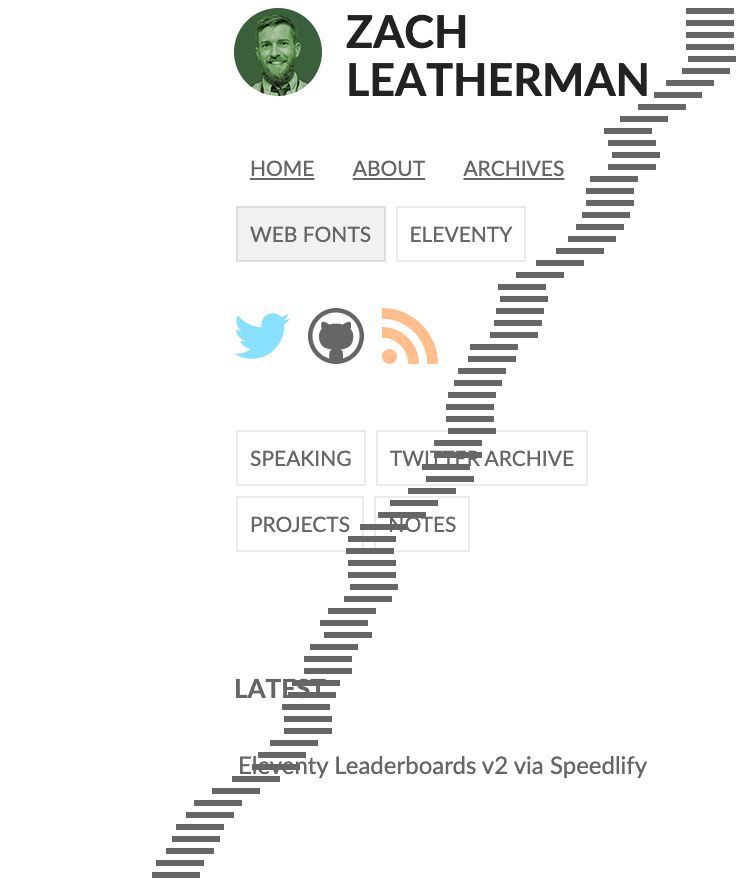 ZACH
LEATHERMAN
HOME ABOUT ARCHIVES
WEB FONTS ELEVENTY
SPEAKING TWITTER ARCHIVE
PROJECTS NOTES
LATEST
Eleventy Leaderboards v2 via Speedlify